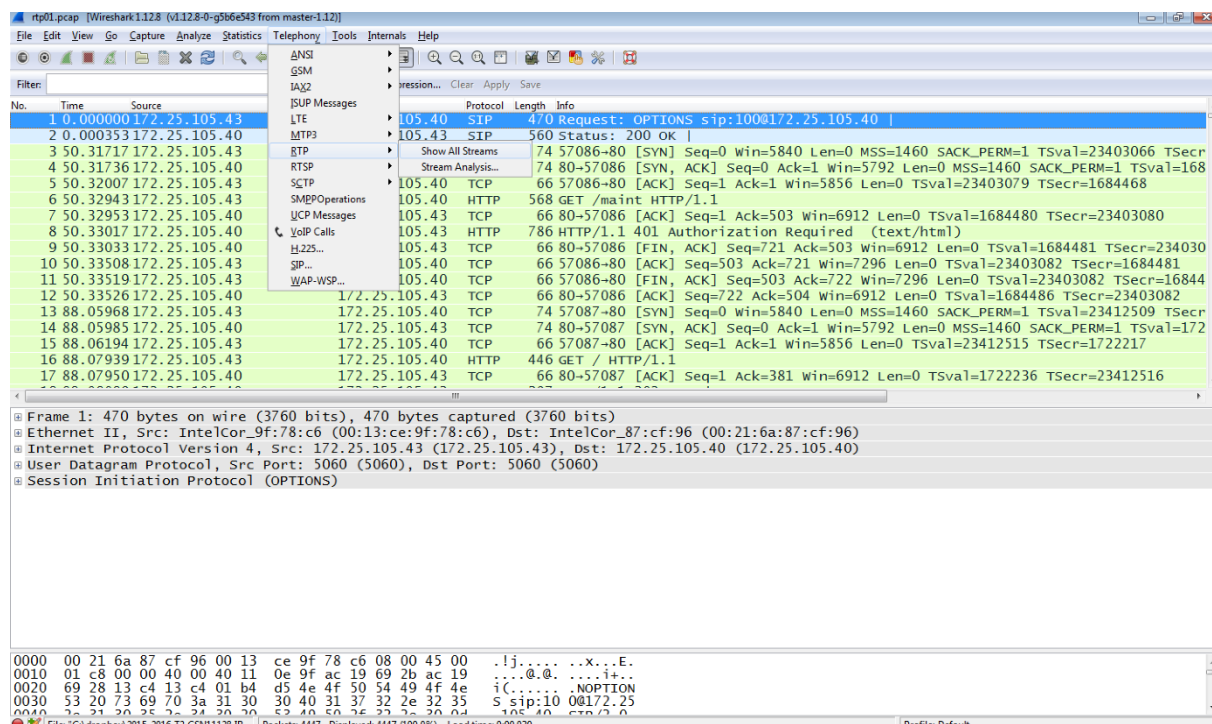 rtp01.pcap [Wireshark 1.12.8 (v1.12.8-0-g5b6e543 from master-1.12)]
File Edit View Go Capture Analyze Statistics Telephony Tools Internals Help
Filter: Clear Apply Save
ANSI
GSM
IAX2
ISUP Messages
LTE
MTP3
RTP
RTSP
SCTP
SMPPOperations
UCP Messages
VoIP Calls
H.225...
SIP...
WAP-WSP...
Show All Streams
Stream Analysis...
No. Time Source Protocol Length Info
1 0.000000 172.25.105.43 105.40 SIP 470 Request: OPTIONS sip:100@172.25.105.40 |
2 0.000353 172.25.105.40 105.43 SIP 560 Status: 200 OK |
3 50.31717 172.25.105.43 74 57086→80 [SYN] Seq=0 Win=5840 Len=0 MSS=1460 SACK_PERM=1 TSval=23403066 TSecr
4 50.31736 172.25.105.40 74 80→57086 [SYN, ACK] Seq=0 Ack=1 Win=5792 Len=0 MSS=1460 SACK_PERM=1 TSval=168
5 50.32007 172.25.105.43 105.40 TCP 66 57086→80 [ACK] Seq=1 Ack=1 Win=5856 Len=0 TSval=23403079 TSecr=1684468
6 50.32943 172.25.105.43 105.40 HTTP 568 GET /maint HTTP/1.1
7 50.32953 172.25.105.40 105.43 TCP 66 80→57086 [ACK] Seq=1 Ack=503 Win=6912 Len=0 TSval=1684480 TSecr=23403080
8 50.33017 172.25.105.40 105.43 HTTP 786 HTTP/1.1 401 Authorization Required (text/html)
9 50.33033 172.25.105.40 105.43 TCP 66 80→57086 [FIN, ACK] Seq=721 Ack=503 Win=6912 Len=0 TSval=1684481 TSecr=234030
10 50.33508 172.25.105.43 105.40 TCP 66 57086→80 [ACK] Seq=503 Ack=721 Win=7296 Len=0 TSval=23403082 TSecr=1684481
11 50.33519 172.25.105.43 105.40 TCP 66 57086→80 [FIN, ACK] Seq=503 Ack=722 Win=7296 Len=0 TSval=23403082 TSecr=16844
12 50.33526 172.25.105.40 172.25.105.43 TCP 66 80→57086 [ACK] Seq=722 Ack=504 Win=6912 Len=0 TSval=1684486 TSecr=23403082
13 88.05968 172.25.105.43 172.25.105.40 TCP 74 57087→80 [SYN] Seq=0 Win=5840 Len=0 MSS=1460 SACK_PERM=1 TSval=23412509 TSecr
14 88.05985 172.25.105.40 172.25.105.43 TCP 74 80→57087 [SYN, ACK] Seq=0 Ack=1 Win=5792 Len=0 MSS=1460 SACK_PERM=1 TSval=172
15 88.06194 172.25.105.43 172.25.105.40 TCP 66 57087→80 [ACK] Seq=1 Ack=1 Win=5856 Len=0 TSval=23412515 TSecr=1722217
16 88.07939 172.25.105.43 172.25.105.40 HTTP 446 GET / HTTP/1.1
17 88.07950 172.25.105.40 172.25.105.43 TCP 66 80→57087 [ACK] Seq=1 Ack=381 Win=6912 Len=0 TSval=1722236 TSecr=23412516
Frame 1: 470 bytes on wire (3760 bits), 470 bytes captured (3760 bits)
Ethernet II, Src: IntelCor_9f:78:c6 (00:13:ce:9f:78:c6), Dst: IntelCor_87:cf:96 (00:21:6a:87:cf:96)
Internet Protocol Version 4, Src: 172.25.105.43 (172.25.105.43), Dst: 172.25.105.40 (172.25.105.40)
User Datagram Protocol, Src Port: 5060 (5060), Dst Port: 5060 (5060)
Session Initiation Protocol (OPTIONS)
0000 00 21 6a 87 cf 96 00 13 ce 9f 78 c6 08 00 45 00 .!j..... ..x...E.
0010 01 c8 00 00 40 00 40 11 0e 9f ac 19 69 2b ac 19 ....@.@. ....i+..
0020 69 28 13 c4 13 c4 01 b4 d5 4e 4f 50 54 49 4f 4e i(...... .NOPTION
0030 53 20 73 69 70 3a 31 30 30 40 31 37 32 2e 32 35 S sip:10 0@172.25